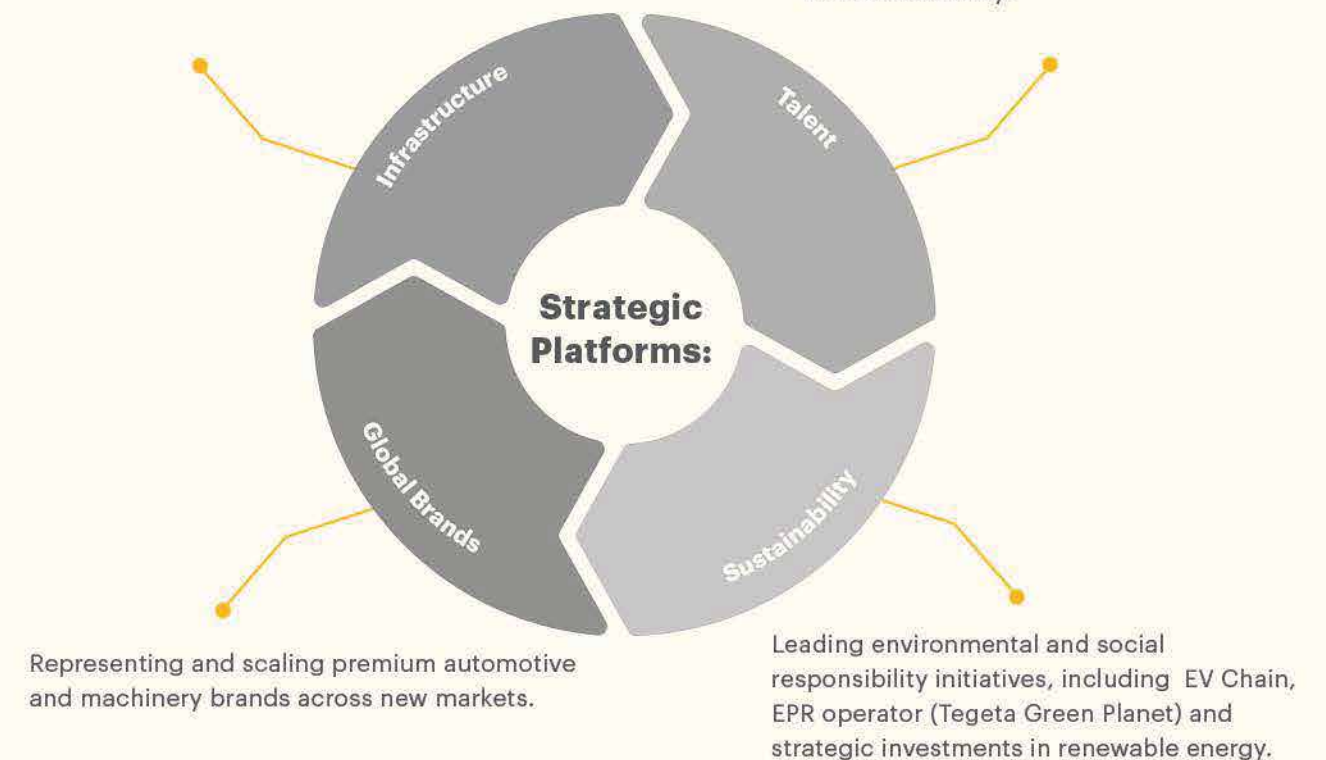 Infrastructure
Talent
Strategic
Platforms:
Global Brands
Sustainability
Representing and scaling premium automotive
and machinery brands across new markets.
Leading environmental and social
responsibility initiatives, including  EV Chain,
EPR operator (Tegeta Green Planet) and
strategic investments in renewable energy.